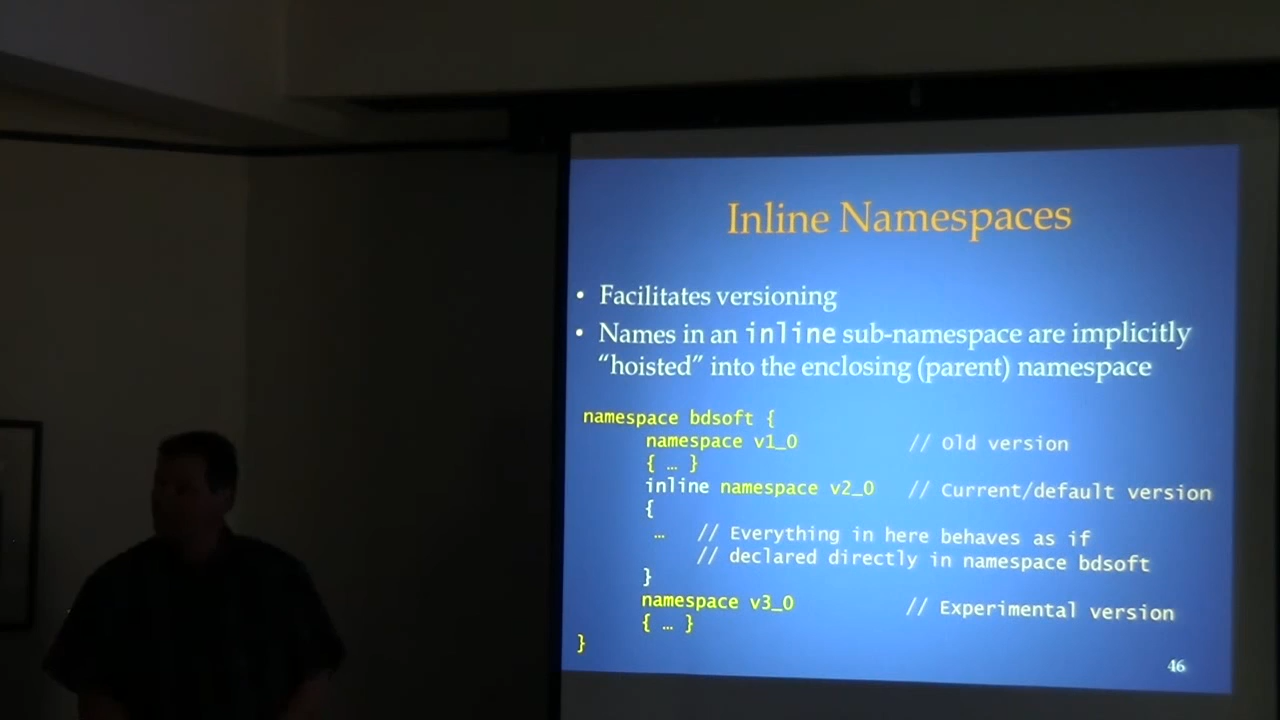 Inline Namespaces
• Facilitates versioning
• Names in an inline sub-namespace are implicitly
“hoisted” into the enclosing (parent) namespace
namespace bdsoft {
namespace v1_0 // Old version
{ … }
inline namespace v2_0 // Current/default version
{
… // Everything in here behaves as if
// declared directly in namespace bdsoft
}
namespace v3_0 // Experimental version
{ … }
}
46